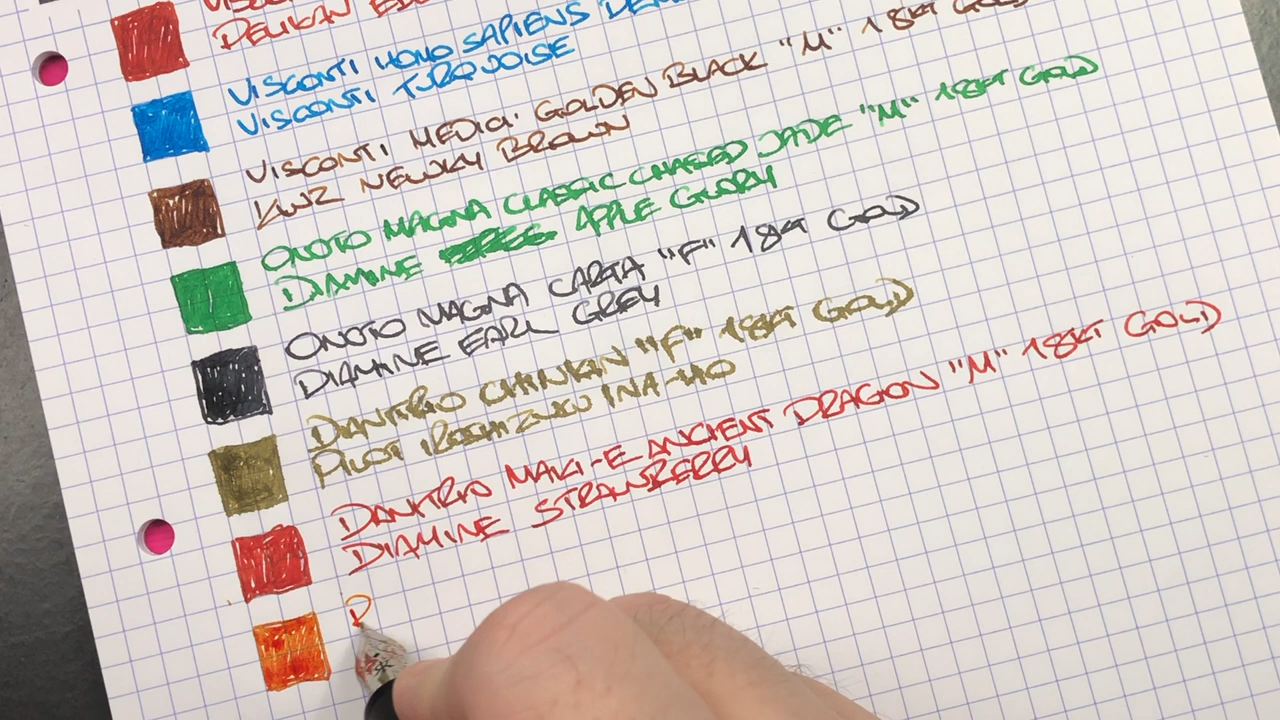 PELIKAN
VISCONTI HOMO SAPIENS
VISCONTI TURQUOISE
VISCONTI MEDICI GOLDEN BLACK "M" 18KT GOLD
KWZ NEWKY BROWN
ONOTO MAGNA CLASSIC CHASED JADE "M" 18KT GOLD
DIAMINE APPLE GLORY
ONOTO MAGNA CARTA "F" 18KT GOLD
DIAMINE EARL GREY
DANITRIO CHINKIN "F" 18KT GOLD
PILOT IROSHIZUKU INA-HO
DANITRIO MAKI-E ANCIENT DRAGON "M" 18KT GOLD
DIAMINE STRAWBERRY